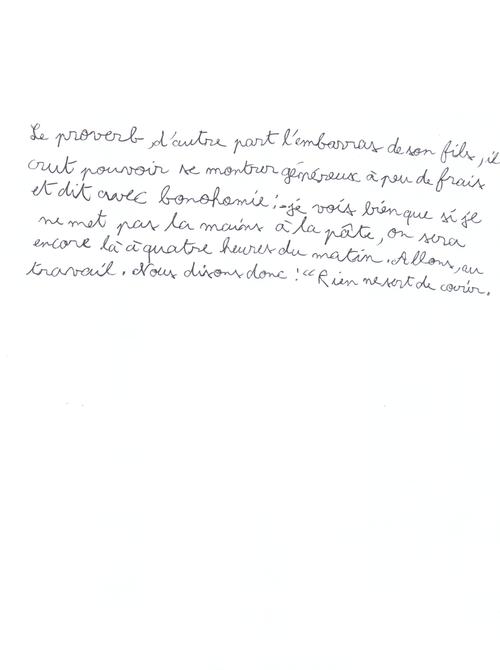 Le proverb, d'autre part l'embarras de son fils, il
crut pouvoir se montrer généreux à peu de frais
et dit avec bonohomie : - je vois bien que si je
ne met pas la mains à la pâte, on sera
encore là à quatre heures du matin. Allons, au
travail. Nous disons donc : "Rien ne sert de courir.